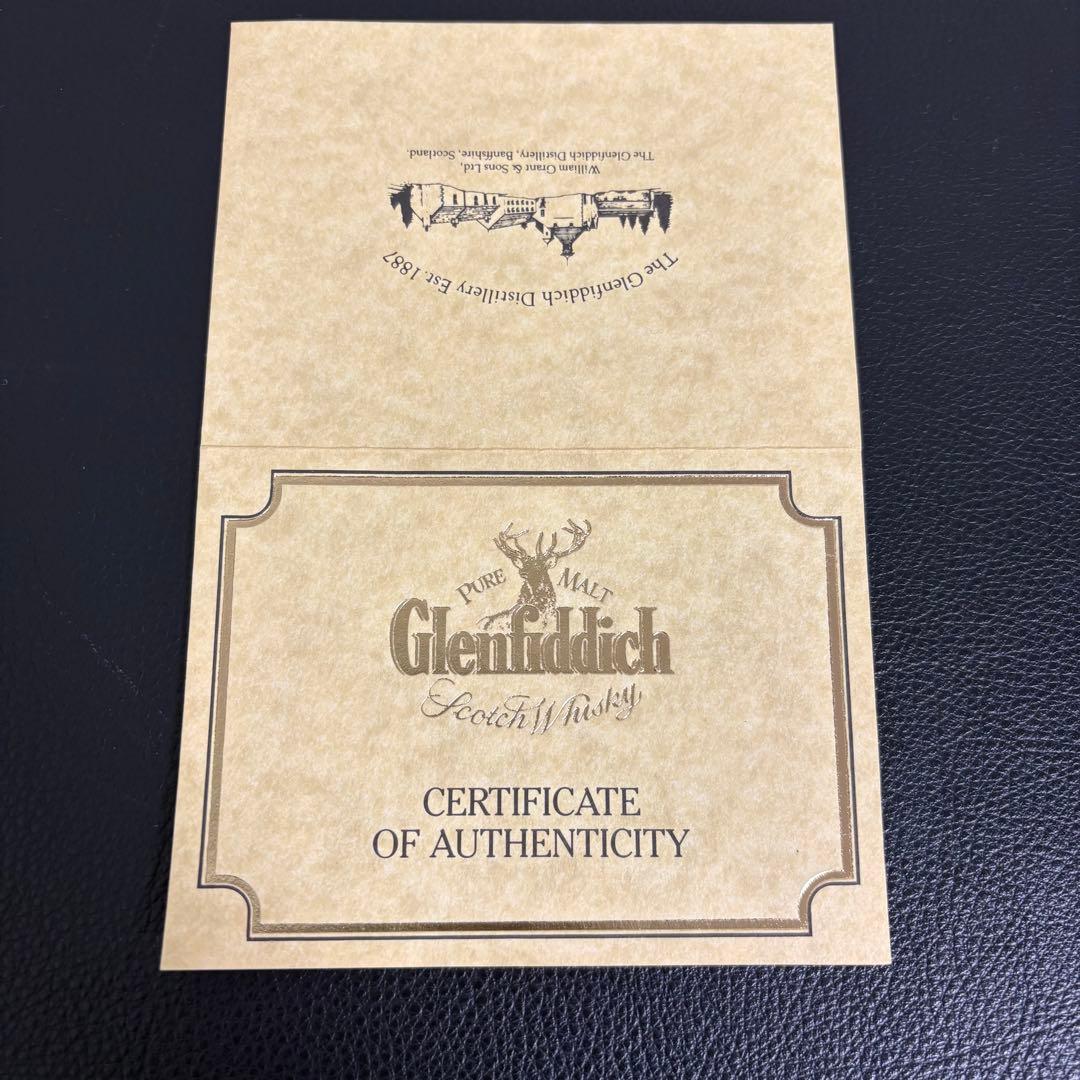 The Glenfiddich Distillery Est. 1887
William Grant & Sons Ltd,
The Glenfiddich Distillery, Banffshire, Scotland.
PURE MALT
Glenfiddich
Scotch Whisky
CERTIFICATE
OF AUTHENTICITY